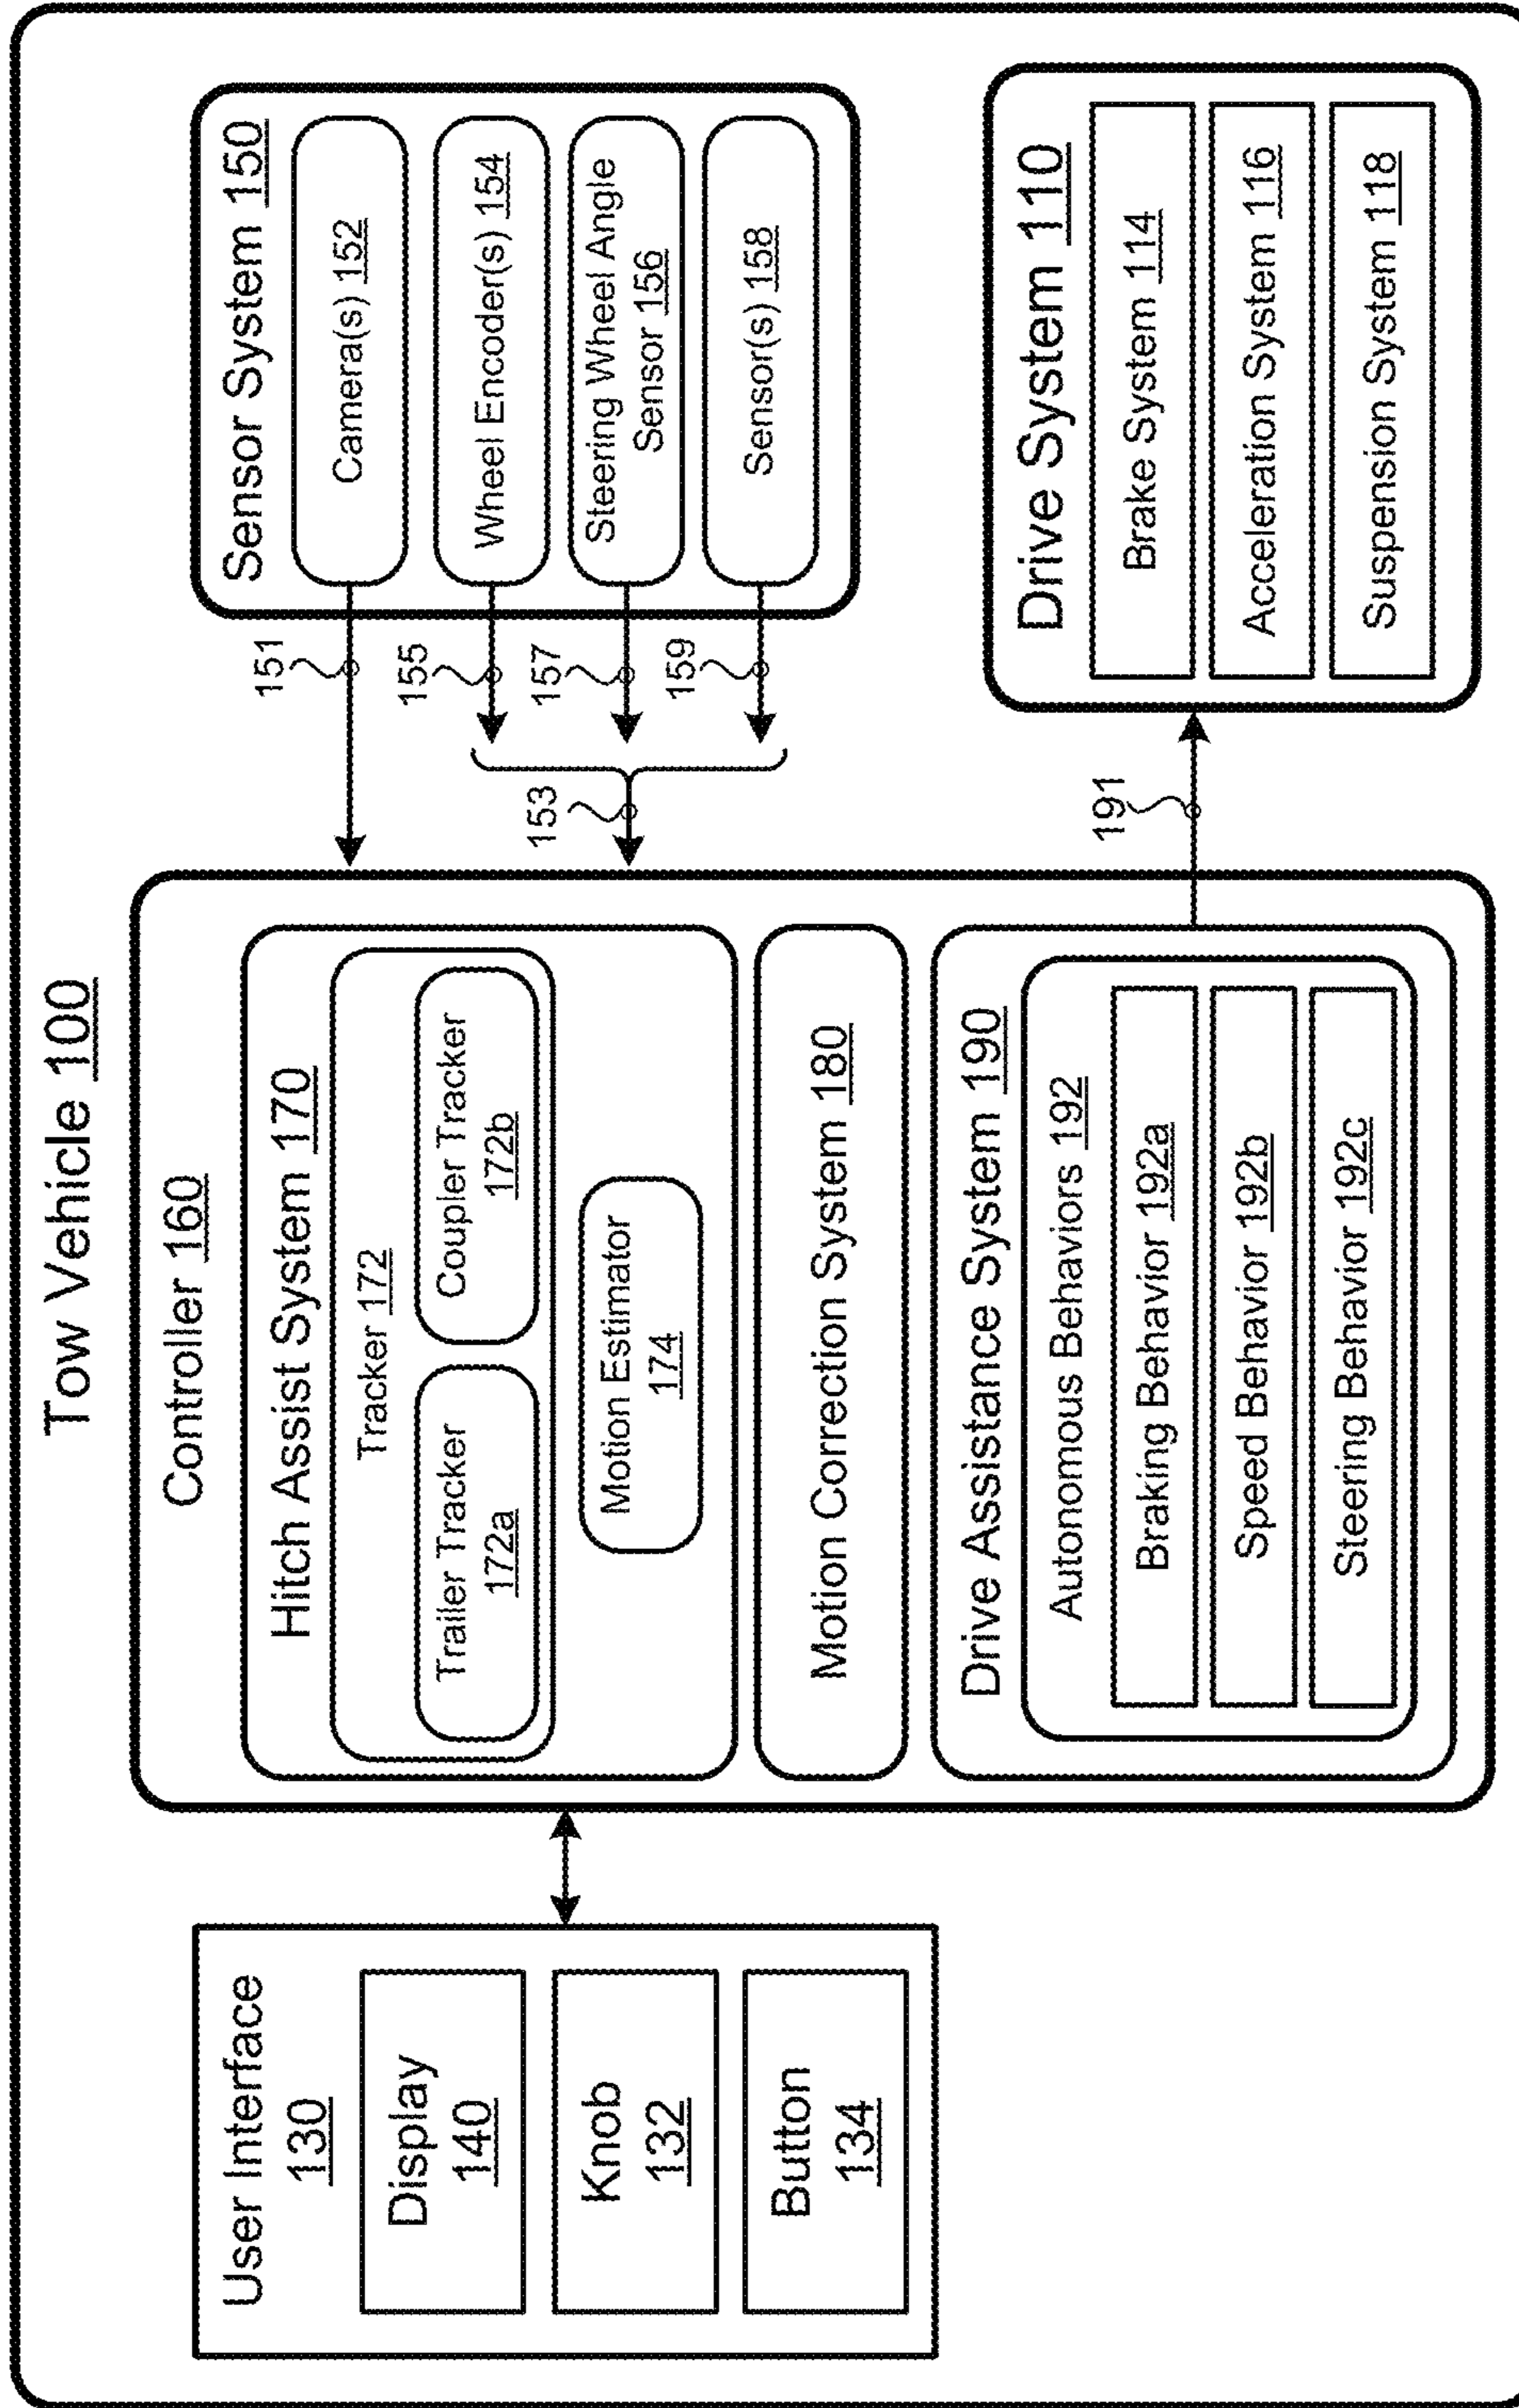 Tow Vehicle 100
User Interface
130
Display
140
Knob
132
Button
134
Controller 160
Hitch Assist System 170
Tracker 172
Trailer Tracker
172a
Coupler Tracker
172b
Motion Estimator
174
Motion Correction System 180
Drive Assistance System 190
Autonomous Behaviors 192
Braking Behavior 192a
Speed Behavior 192b
Steering Behavior 192c
151
155
157
159
153
191
Sensor System 150
Camera(s) 152
Wheel Encoder(s) 154
Steering Wheel Angle
Sensor 156
Sensor(s) 158
Drive System 110
Brake System 114
Acceleration System 116
Suspension System 118